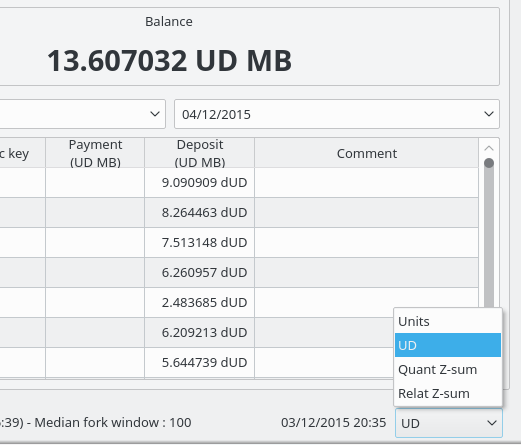 Balance
13.607032 UD MB
04/12/2015
c key
Payment
(UD MB)
Deposit
(UD MB)
Comment
9.090909 dUD
8.264463 dUD
7.513148 dUD
6.260957 dUD
2.483685 dUD
6.209213 dUD
5.644739 dUD
Units
UD
Quant Z-sum
Relat Z-sum
:39) - Median fork window : 100
03/12/2015 20:35
UD